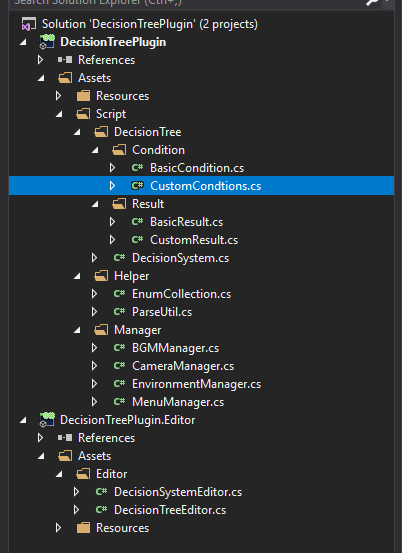 Search Solution Explorer (Ctrl+;)
Solution 'DecisionTreePlugin' (2 projects)
DecisionTreePlugin
References
Assets
Resources
Script
DecisionTree
Condition
C# BasicCondition.cs
C# CustomCondtions.cs
Result
C# BasicResult.cs
C# CustomResult.cs
C# DecisionSystem.cs
Helper
C# EnumCollection.cs
C# ParseUtil.cs
Manager
C# BGMManager.cs
C# CameraManager.cs
C# EnvironmentManager.cs
C# MenuManager.cs
DecisionTreePlugin.Editor
References
Assets
Editor
C# DecisionSystemEditor.cs
C# DecisionTreeEditor.cs
Resources